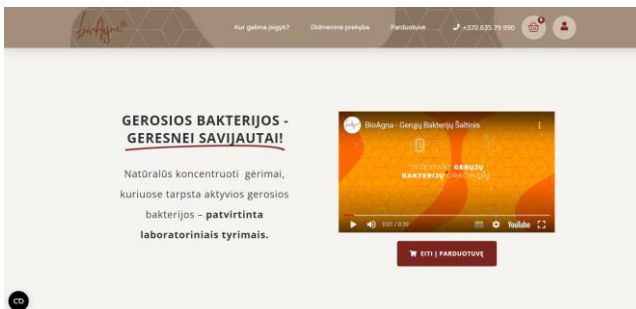 bioAgna®
Kur galima įsigyti?
Didmeninė prekyba
Parduotuvė
+370 635 79 990
0
GEROSIOS BAKTERIJOS -
GERESNEI SAVIJAUTAI!
Natūralūs koncentruoti gėrimai,
kuriuose tarpsta aktyvios gerosios
bakterijos – patvirtinta
laboratoriniais tyrimais.
BioAgna - Gerųjų Bakterijų Šaltinis
GERŲJŲ
BAKTERIJŲ
0:01 / 0:39
YouTube
EITI Į PARDUOTUVĘ